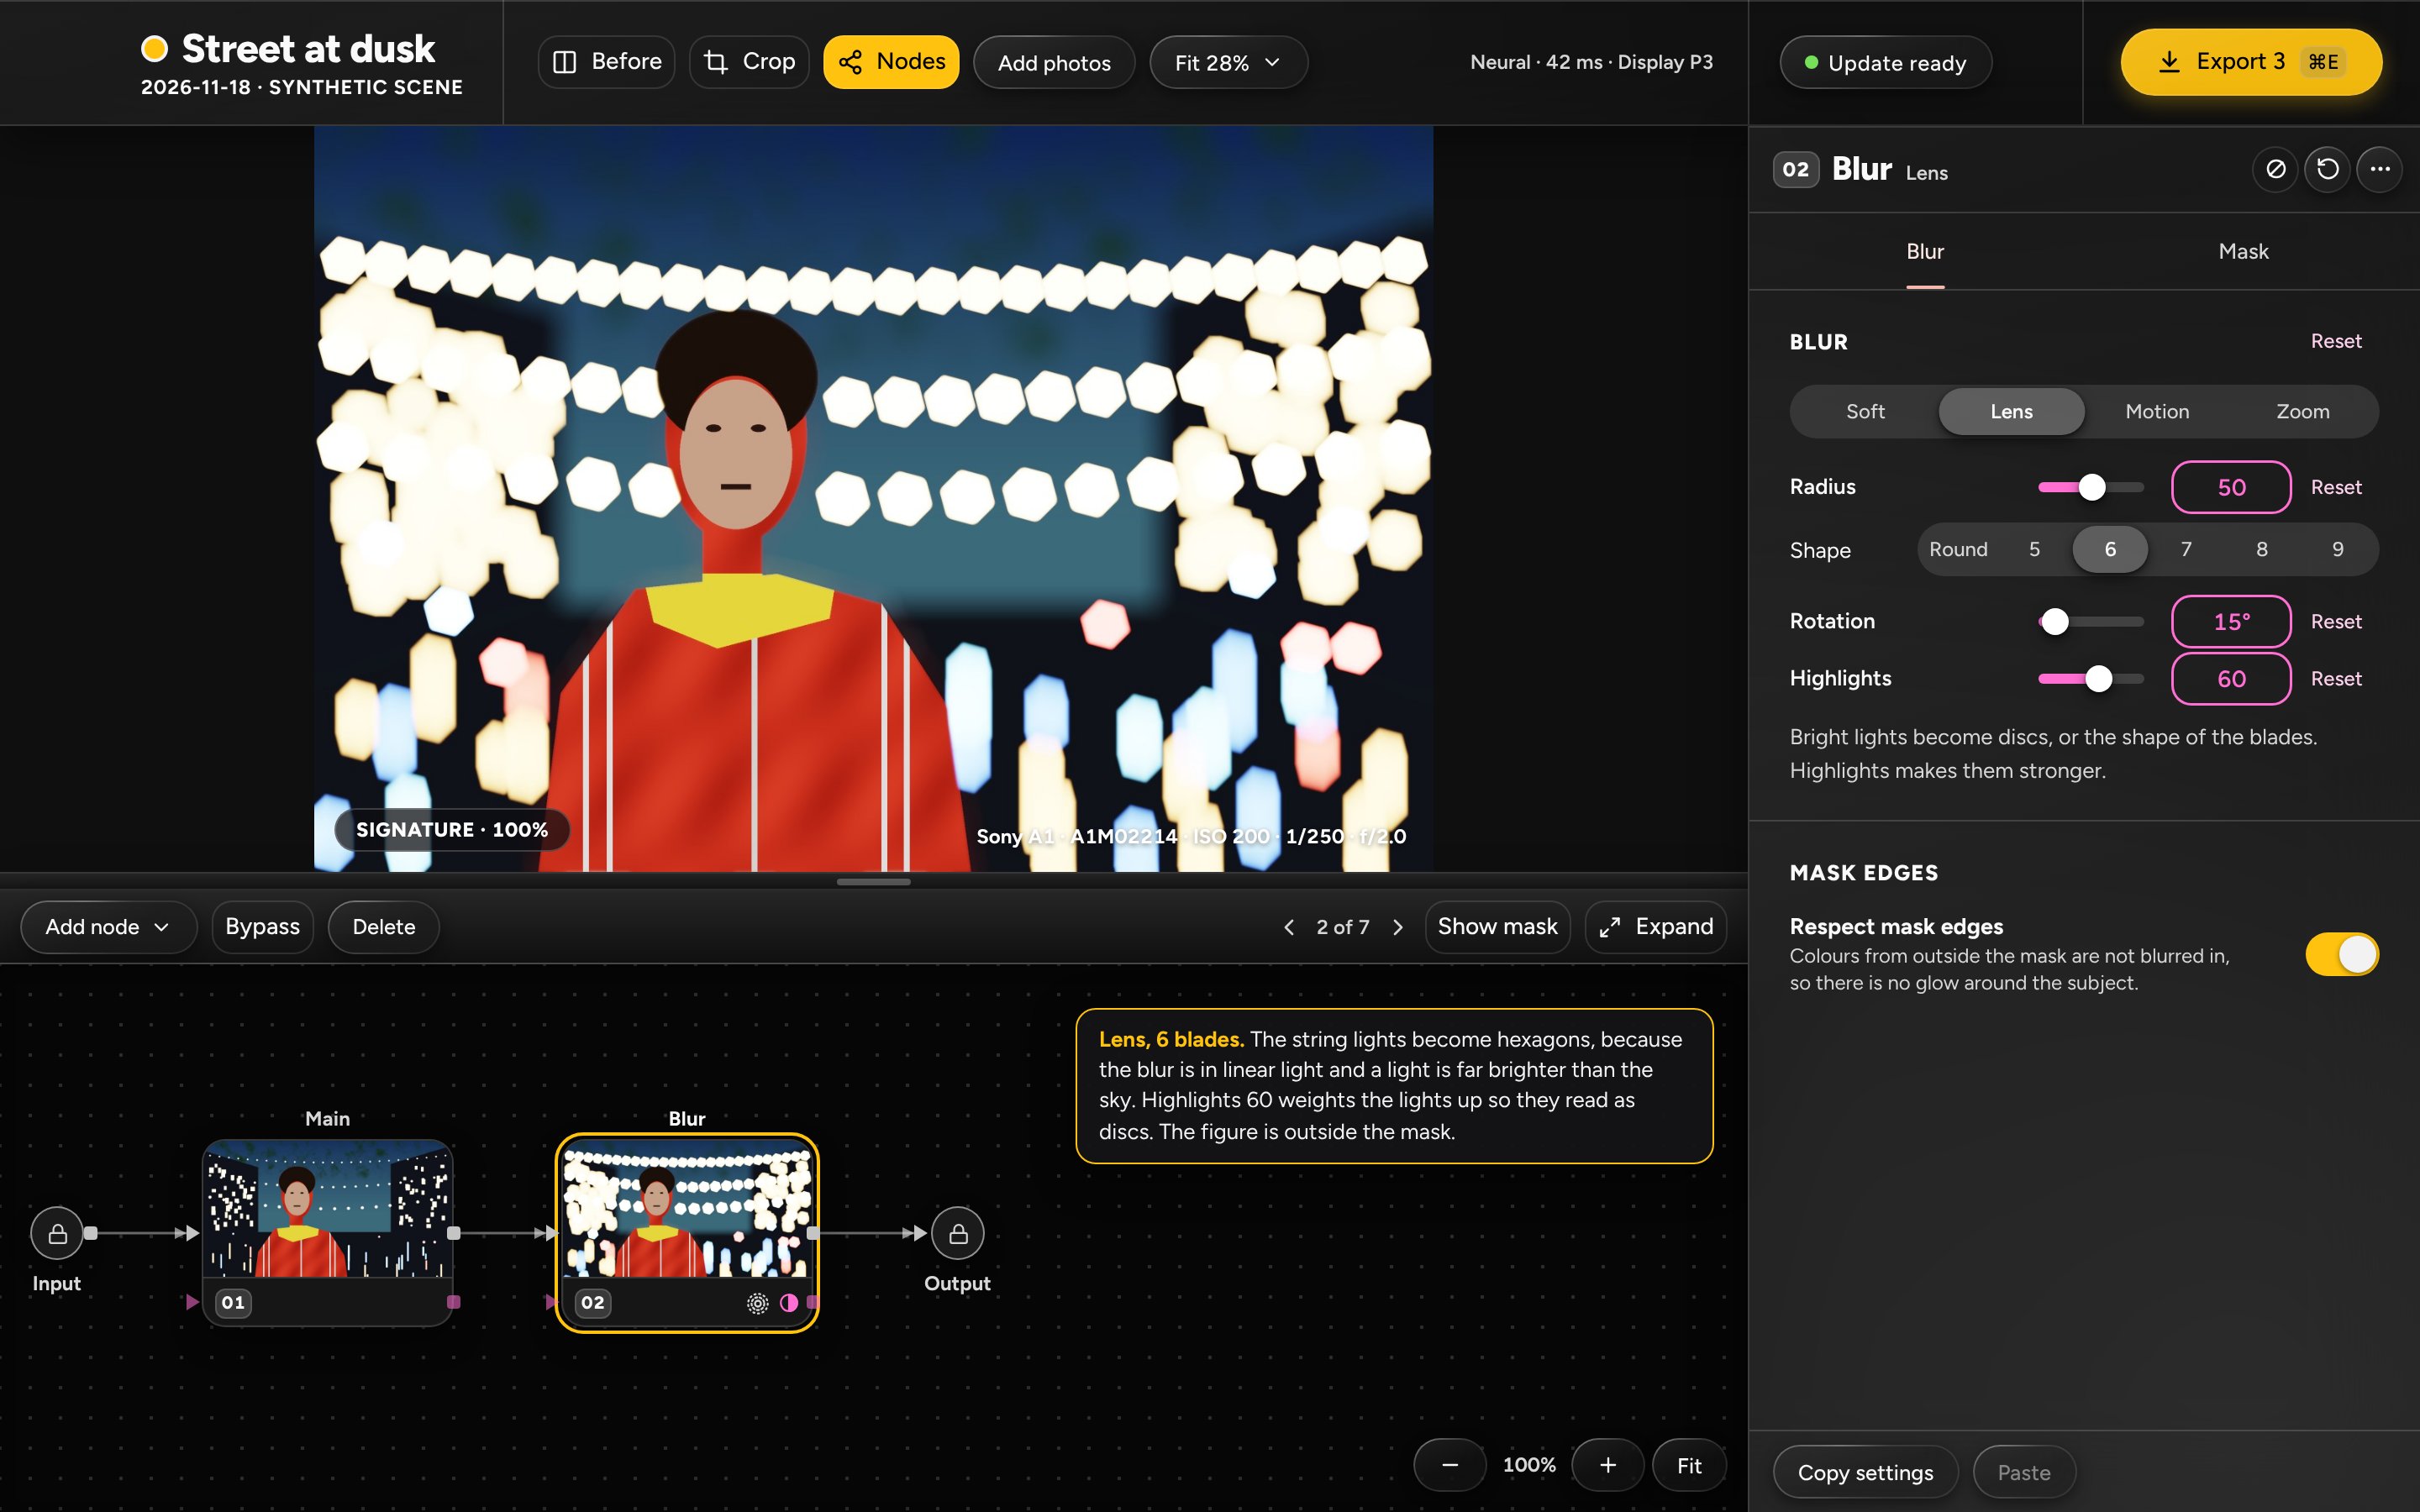 Street at dusk
2026-11-18 · SYNTHETIC SCENE
Before
Crop
Nodes
Add photos
Fit 28%
Neural · 42 ms · Display P3
Update ready
Export 3 ⌘E
02 Blur Lens
Blur
Mask
BLUR
Reset
Soft
Lens
Motion
Zoom
Radius
50
Reset
Shape
Round
5
6
7
8
9
Rotation
15°
Reset
Highlights
60
Reset
Bright lights become discs, or the shape of the blades.
Highlights makes them stronger.
MASK EDGES
Respect mask edges
Colours from outside the mask are not blurred in,
so there is no glow around the subject.
Copy settings
Paste
SIGNATURE · 100%
Sony A1 · A1M02214 · ISO 200 · 1/250 · f/2.0
Add node
Bypass
Delete
2 of 7
Show mask
Expand
Lens, 6 blades. The string lights become hexagons, because
the blur is in linear light and a light is far brighter than the
sky. Highlights 60 weights the lights up so they read as
discs. The figure is outside the mask.
Main
Blur
Input
Output
01
02
100%
Fit